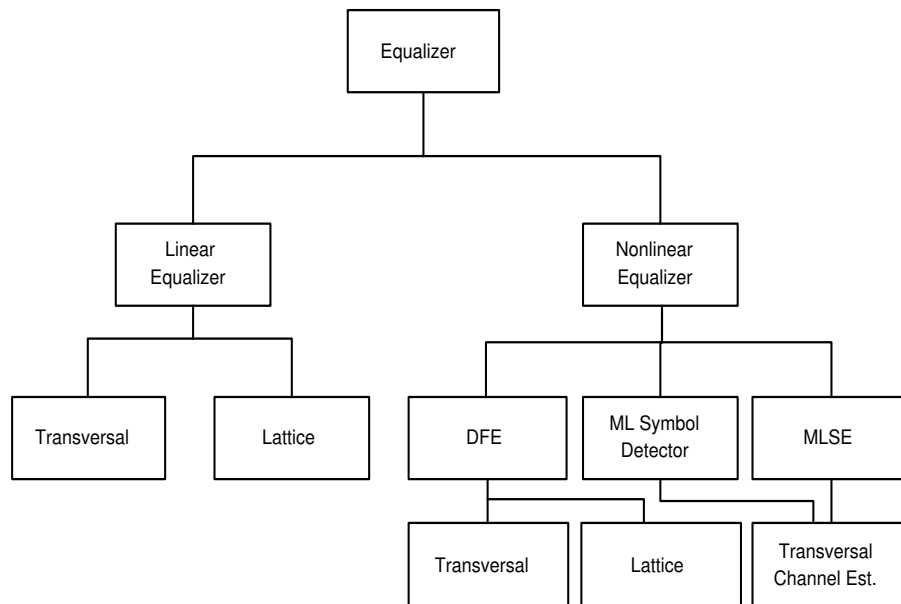 Equalizer
Linear
Equalizer
Nonlinear
Equalizer
Transversal
Lattice
DFE
ML Symbol
Detector
MLSE
Transversal
Lattice
Transversal
Channel Est.